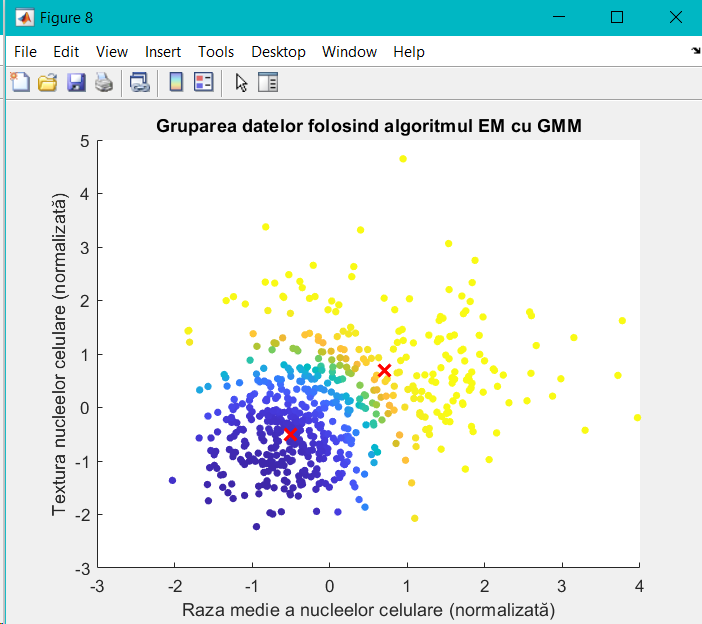 Figure 8
File Edit View Insert Tools Desktop Window Help
Gruparea datelor folosind algoritmul EM cu GMM
5
4
3
2
1
0
-1
-2
-3
Textura nucleelor celulare (normalizată)
-3 -2 -1 0 1 2 3 4
Raza medie a nucleelor celulare (normalizată)